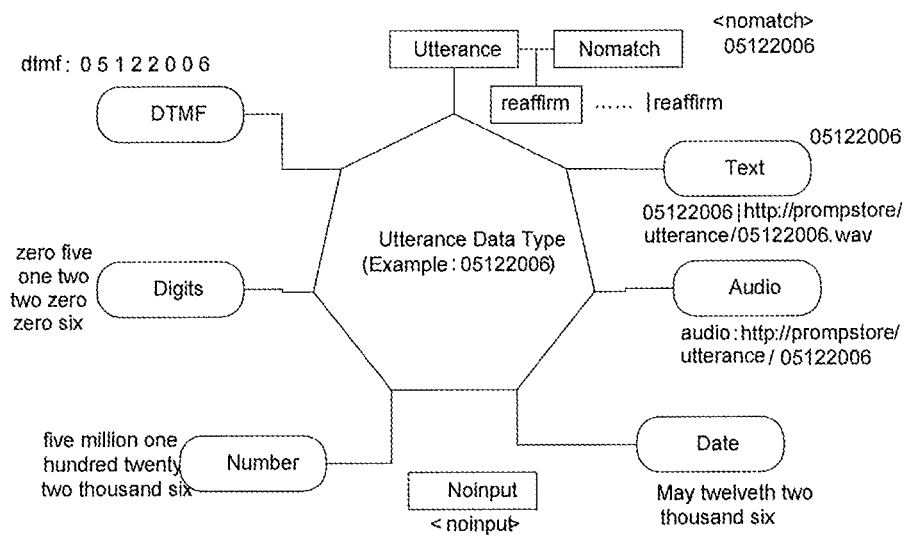 <nomatch>
05122006
Utterance
Nomatch
reaffirm
...... |reaffirm
dtmf: 0 5 1 2 2 0 0 6
DTMF
05122006
Text
05122006|http://prompstore/
utterance/05122006.wav
Utterance Data Type
(Example: 05122006)
zero five
one two
two zero
zero six
Digits
Audio
audio:http://prompstore/
utterance/ 05122006
five million one
hundred twenty
two thousand six
Number
Date
May twelveth two
thousand six
Noinput
<noinput>